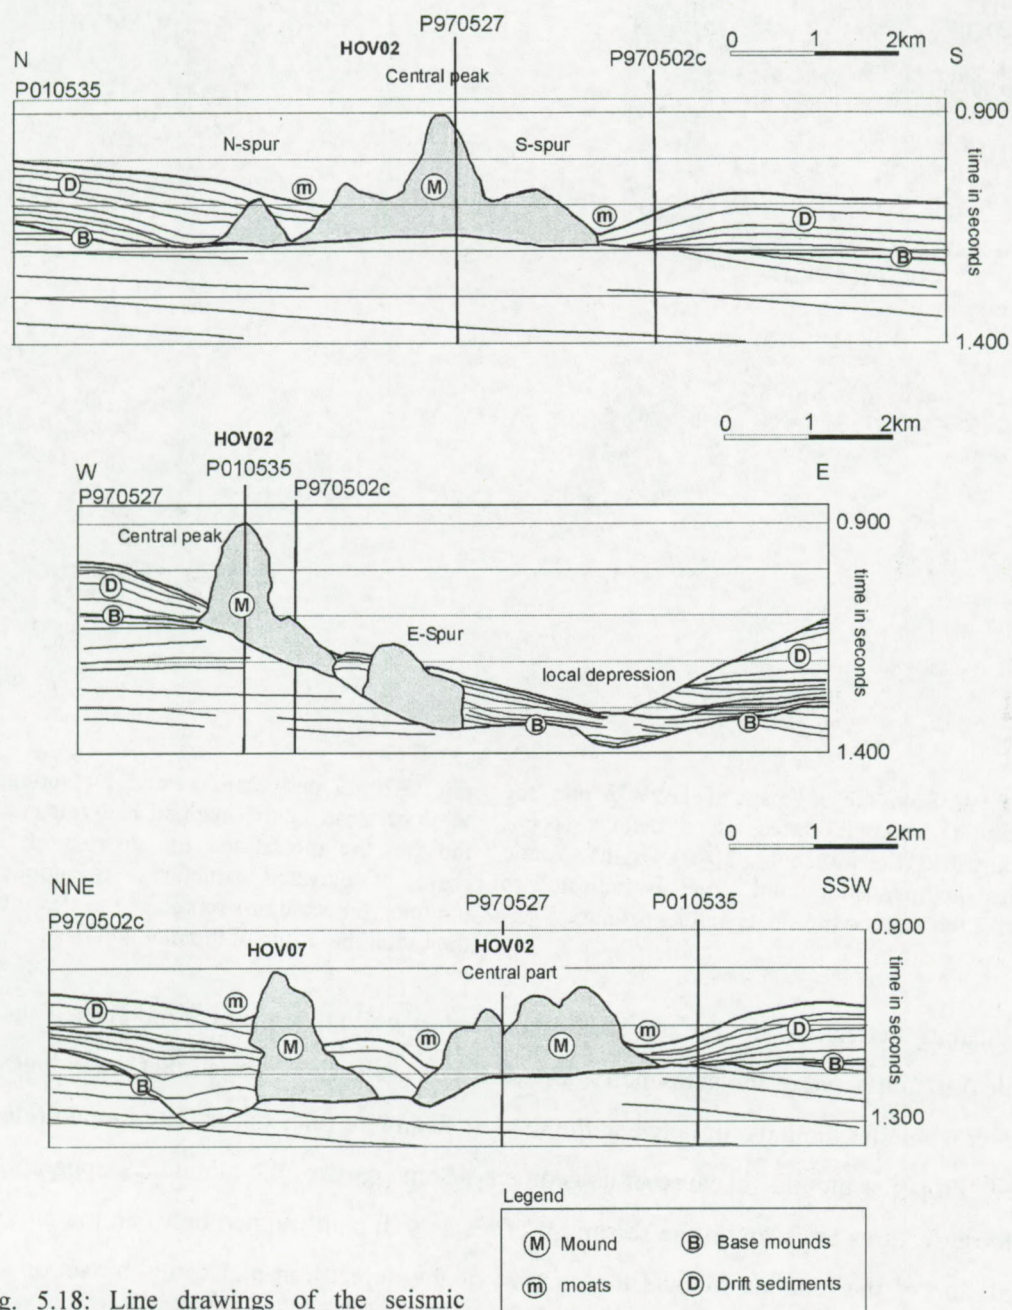 P970527
HOV02
0 1 2km
N
P970502c
S
Central peak
P010535
0.900
N-spur
S-spur
D
m
M
m
D
B
B
time in seconds
1.400
0 1 2km
HOV02
W
P010535
E
P970527
P970502c
0.900
Central peak
D
M
B
E-Spur
D
local depression
B
B
time in seconds
1.400
0 1 2km
NNE
SSW
P970502c
P970527
P010535
0.900
HOV07
HOV02
Central part
D
m
M
m
M
m
D
B
B
time in seconds
1.300
Legend
M Mound
B Base mounds
m moats
D Drift sediments
g. 5.18: Line drawings of the seismic